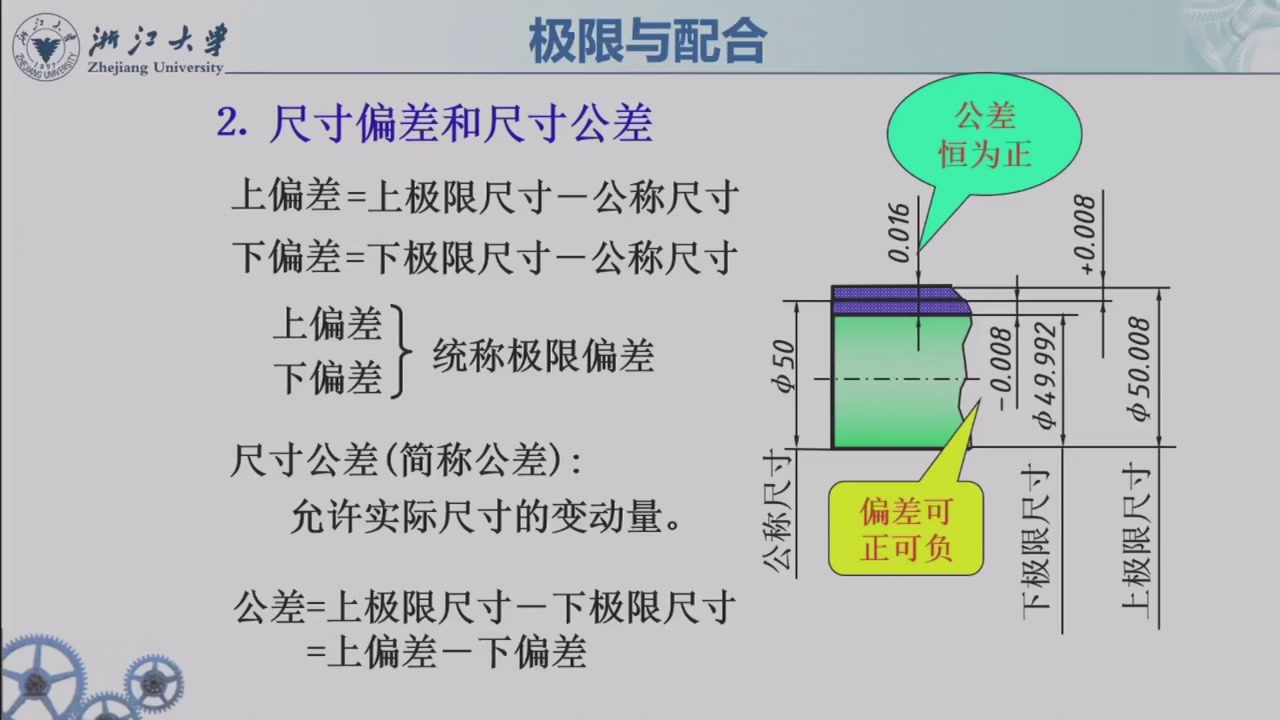 浙江大学
Zhejiang University
极限与配合
2. 尺寸偏差和尺寸公差
上偏差=上极限尺寸－公称尺寸
下偏差=下极限尺寸－公称尺寸
上偏差
下偏差
统称极限偏差
尺寸公差(简称公差):
允许实际尺寸的变动量。
公差=上极限尺寸－下极限尺寸
=上偏差－下偏差
公差
恒为正
0.016
+0.008
ϕ50
-0.008
ϕ49.992
ϕ50.008
公称尺寸
偏差可
正可负
下极限尺寸
上极限尺寸